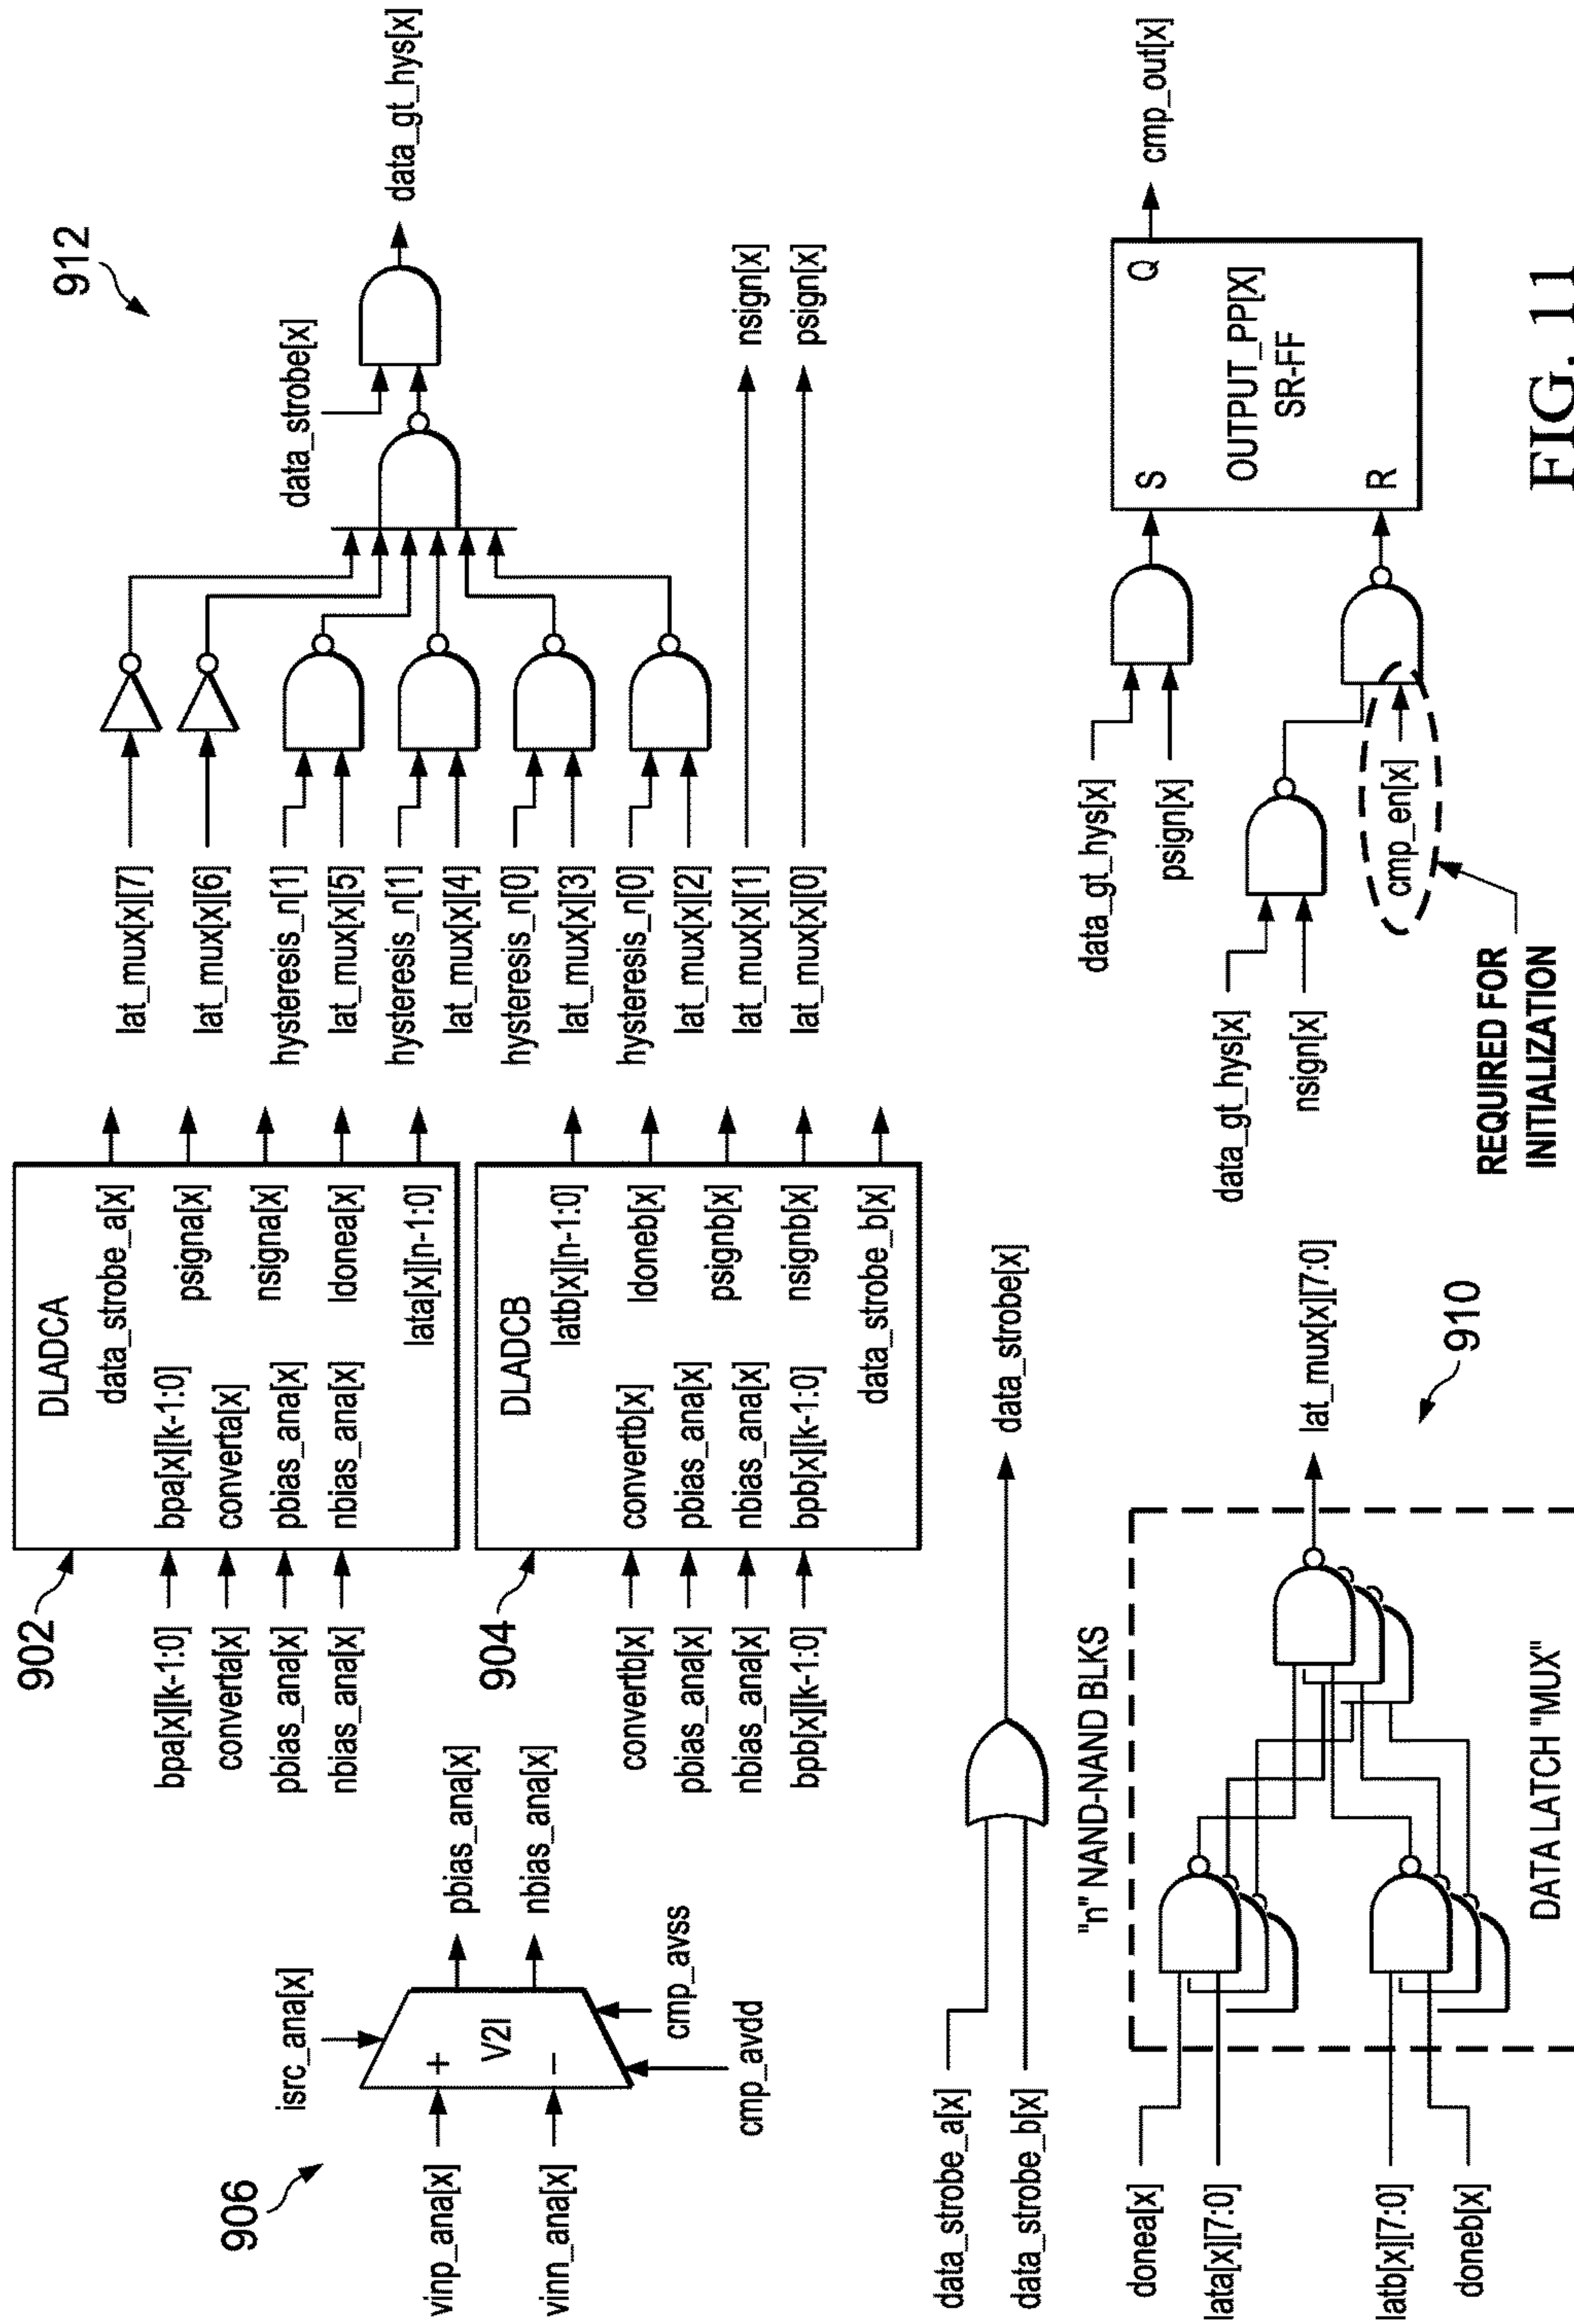 906
vinp_ana[x]
vinn_ana[x]
isrc_ana[x]
+
V2I
−
cmp_avdd
cmp_avss
pbias_ana[x]
nbias_ana[x]
902
bpa[x][k-1:0]
converta[x]
pbias_ana[x]
nbias_ana[x]
DLADCA
bpa[x][k-1:0]
converta[x]
pbias_ana[x]
nbias_ana[x]
data_strobe_a[x]
psigna[x]
nsigna[x]
ldonea[x]
lata[x][n-1:0]
904
convertb[x]
pbias_ana[x]
nbias_ana[x]
bpb[x][k-1:0]
DLADCB
convertb[x]
pbias_ana[x]
nbias_ana[x]
bpb[x][k-1:0]
latb[x][n-1:0]
ldoneb[x]
psignb[x]
nsignb[x]
data_strobe_b[x]
912
lat_mux[x][7]
lat_mux[x][6]
hysteresis_n[1]
lat_mux[x][5]
hysteresis_n[1]
lat_mux[x][4]
hysteresis_n[0]
lat_mux[x][3]
hysteresis_n[0]
lat_mux[x][2]
lat_mux[x][1]
lat_mux[x][0]
data_strobe[x]
data_gt_hys[x]
nsign[x]
psign[x]
data_strobe_a[x]
data_strobe_b[x]
data_strobe[x]
"n" NAND-NAND BLKS
donea[x]
lata[x][7:0]
latb[x][7:0]
doneb[x]
lat_mux[x][7:0]
910
DATA LATCH "MUX"
data_gt_hys[x]
psign[x]
data_gt_hys[x]
nsign[x]
cmp_en[x]
REQUIRED FOR
INITIALIZATION
S
Q
OUTPUT_PP[X]
SR-FF
R
cmp_out[x]
FIG. 11